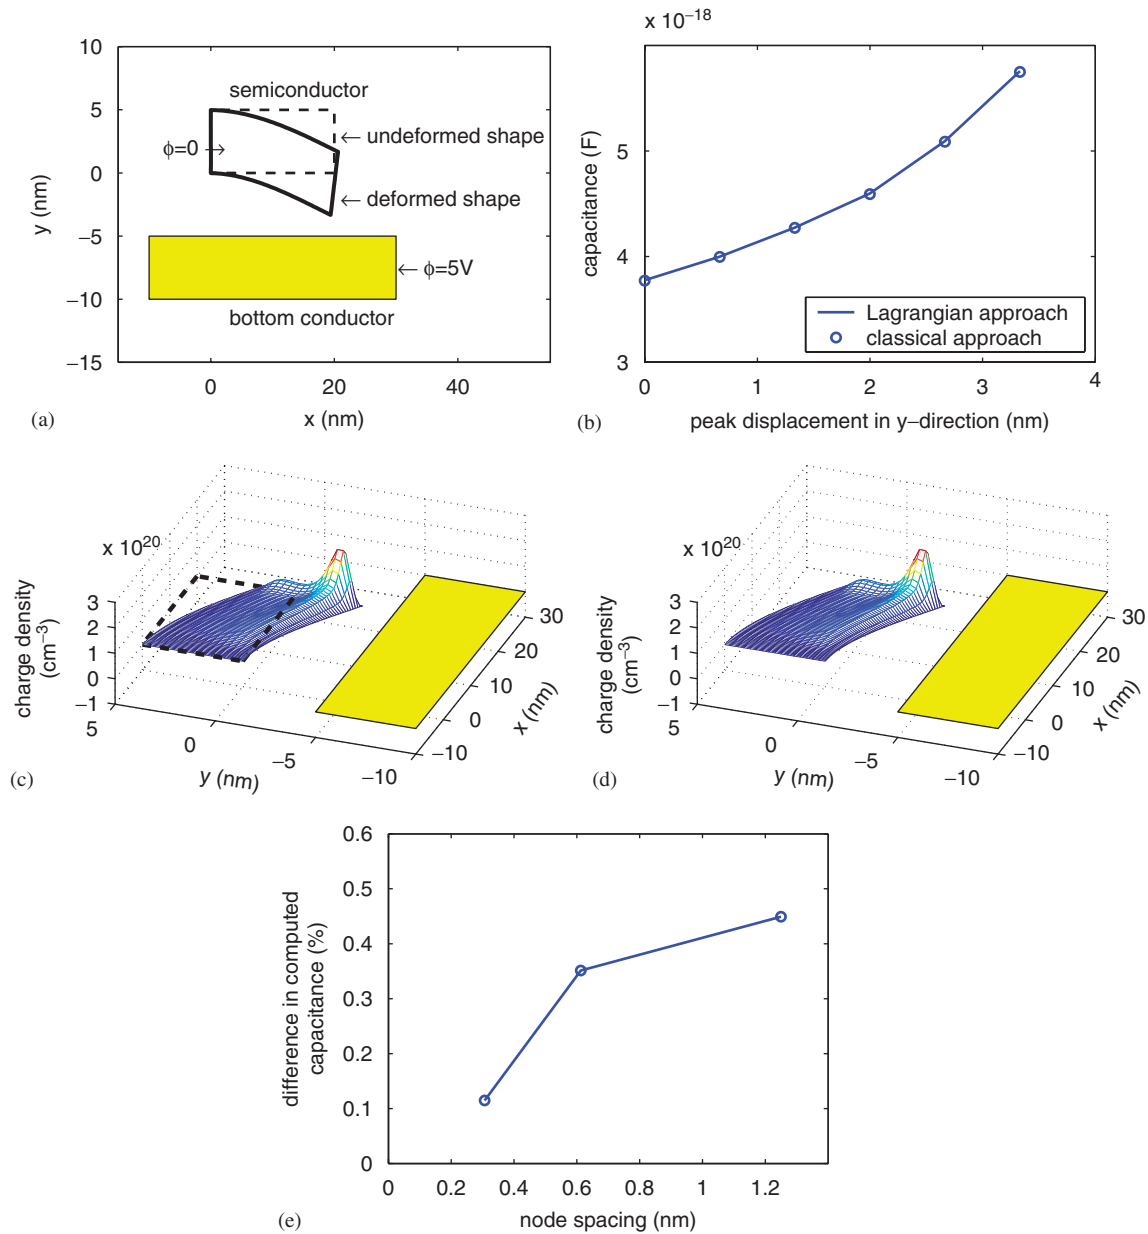 10
5
0
−5
−10
−15
y (nm)
semiconductor
ϕ=0 →
← undeformed shape
← deformed shape
← ϕ=5V
bottom conductor
0 20 40
x (nm)
(a)
x 10−18
5
4
3
capacitance (F)
Lagrangian approach
classical approach
0 1 2 3 4
peak displacement in y−direction (nm)
(b)
x 1020
3
2
1
0
−1
charge density
(cm−3)
5 0 −5 −10
y (nm)
30
20
10
0
−10
x (nm)
(c)
x 1020
3
2
1
0
−1
charge density
(cm−3)
5 0 −5 −10
y (nm)
30
20
10
0
−10
x (nm)
(d)
0.6
0.5
0.4
0.3
0.2
0.1
0
difference in computed
capacitance (%)
0 0.2 0.4 0.6 0.8 1 1.2
node spacing (nm)
(e)